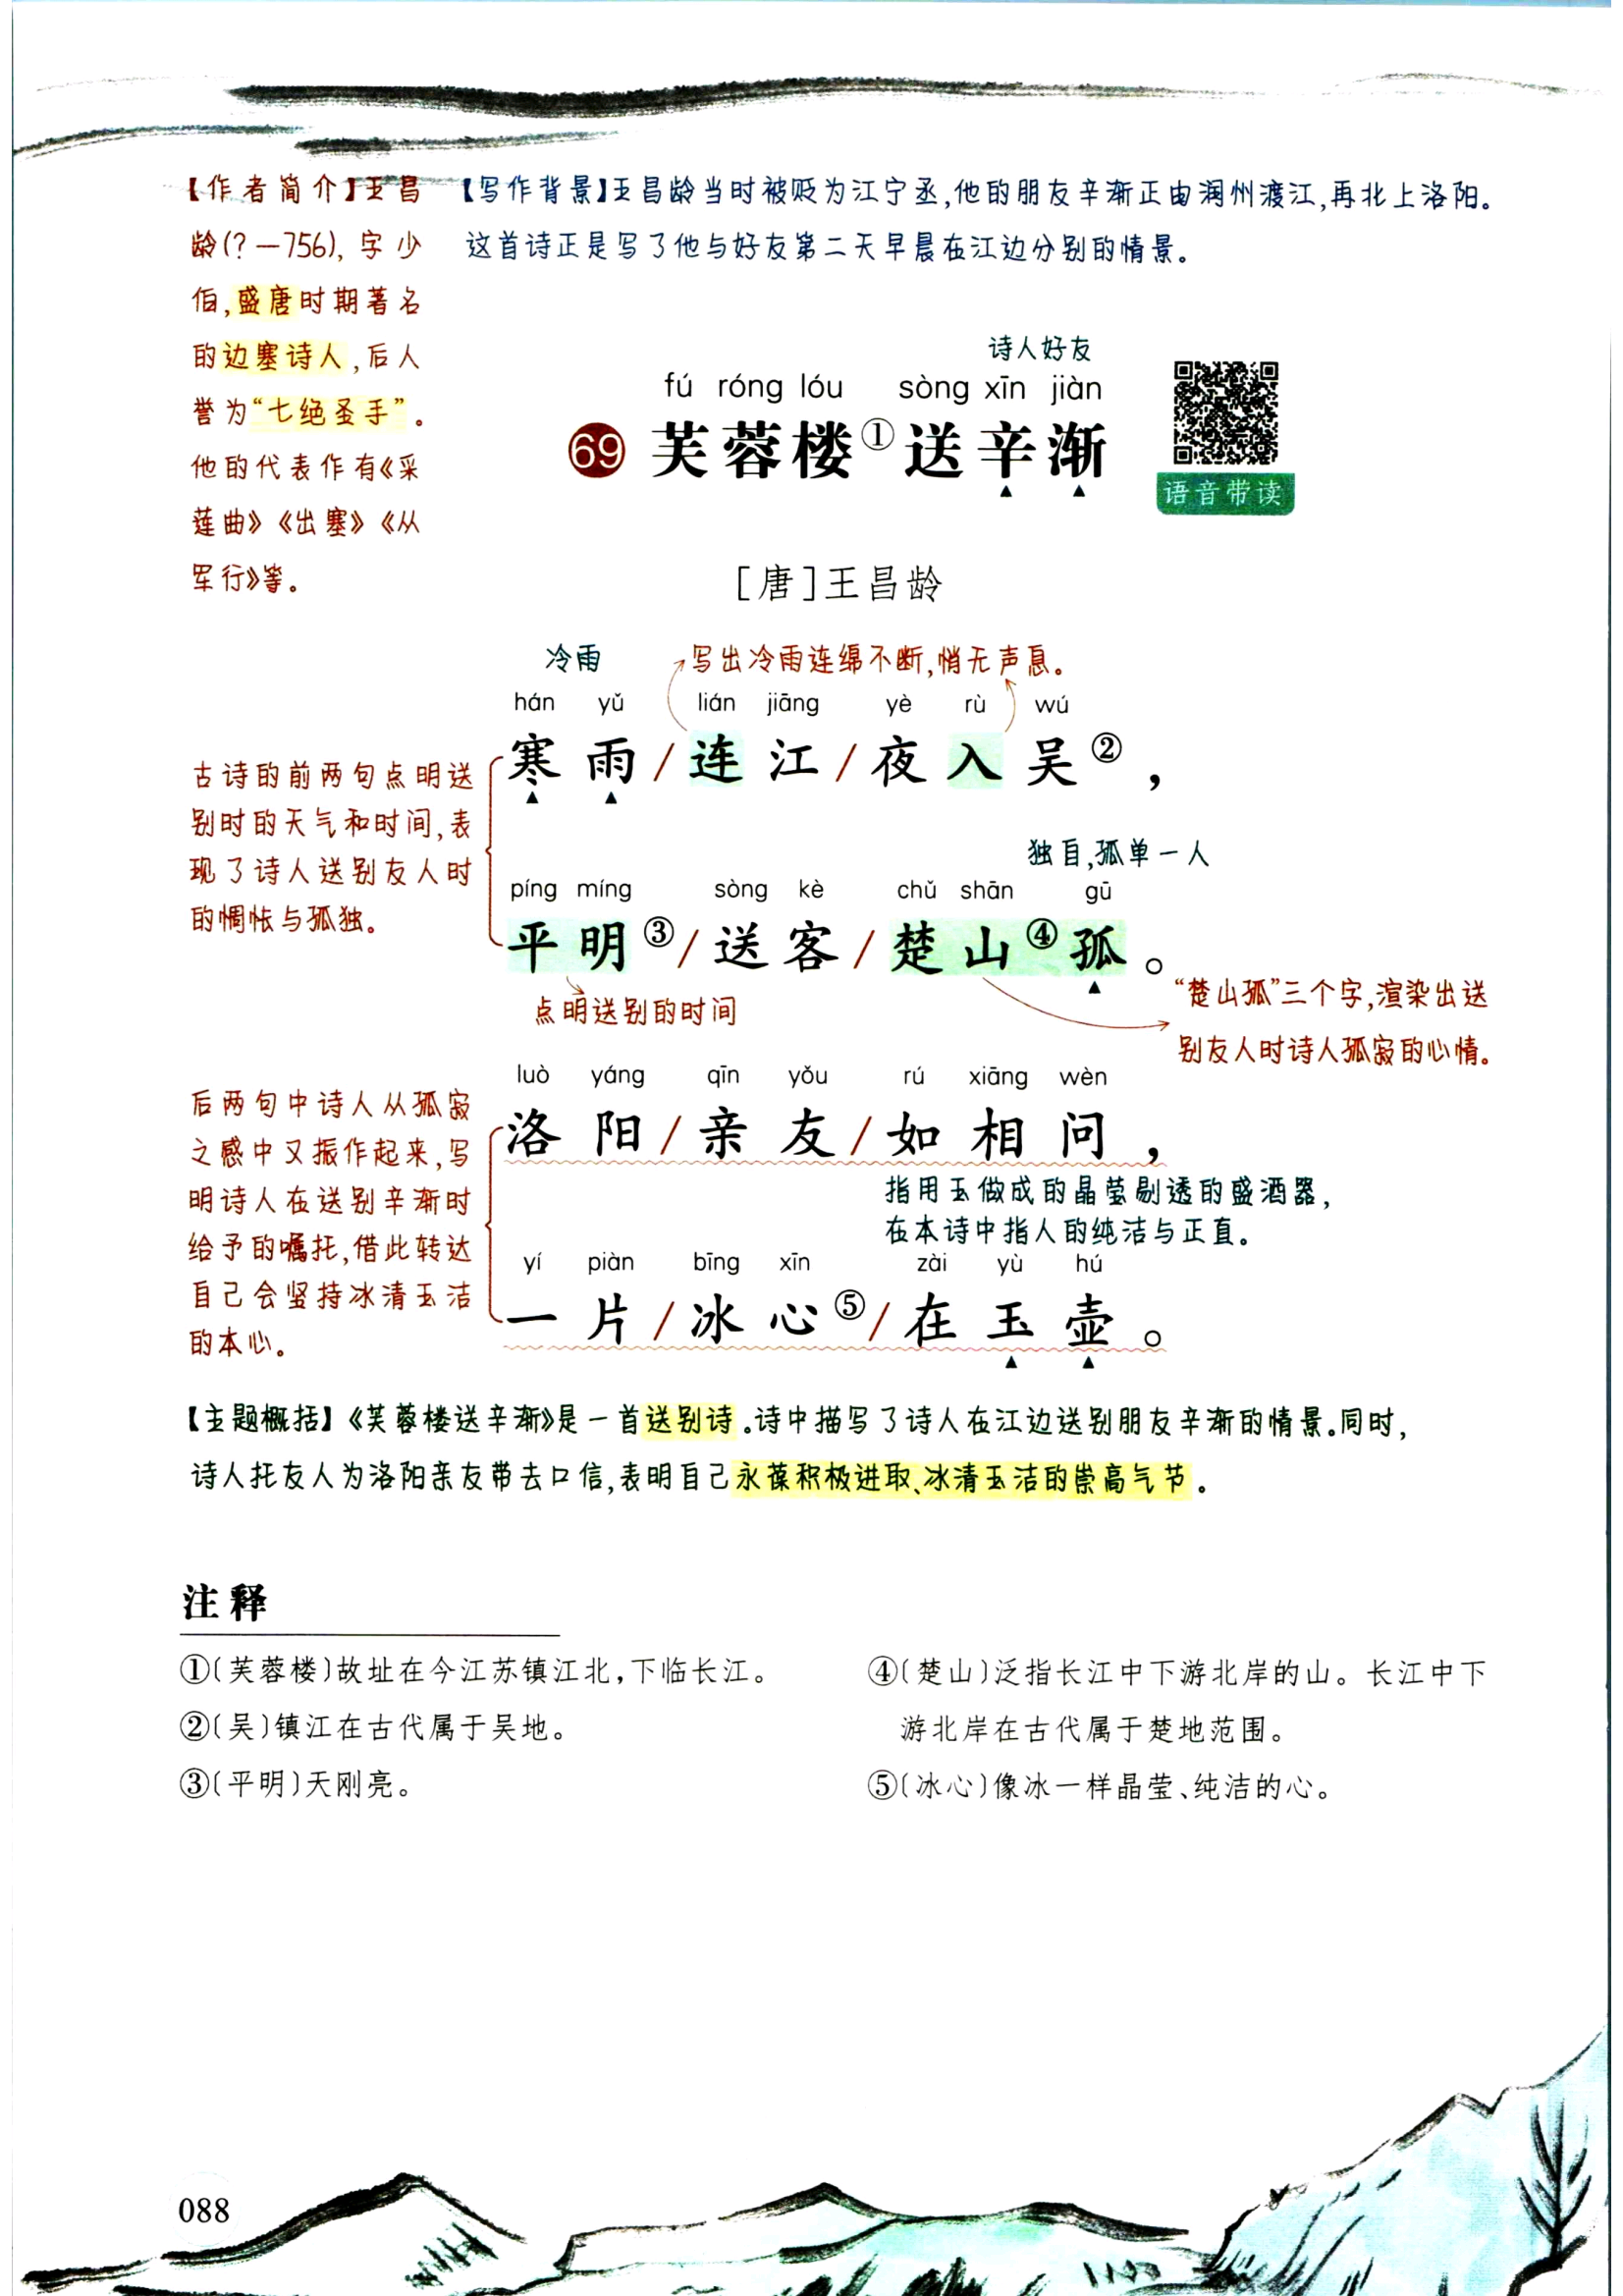 【作者简介】王昌
龄(？—756)，字少
伯，盛唐时期著名
的边塞诗人，后人
誉为“七绝圣手”。
他的代表作有《采
莲曲》《出塞》《从
军行》等。
【写作背景】王昌龄当时被贬为江宁丞，他的朋友辛渐正由润州渡江，再北上洛阳。
这首诗正是写了他与好友第二天早晨在江边分别的情景。
诗人好友
fú róng lóu sòng xīn jiàn
69 芙蓉楼①送辛渐
语音带读
[唐]王昌龄
冷雨
写出冷雨连绵不断，悄无声息。
hán yǔ lián jiāng yè rù wú
寒雨/连江/夜入吴②，
古诗的前两句点明送
别时的天气和时间，表
现了诗人送别友人时
的惆怅与孤独。
独自，孤单一人
píng míng sòng kè chǔ shān gū
平明③/送客/楚山④孤。
点明送别的时间
“楚山孤”三个字，渲染出送
别友人时诗人孤寂的心情。
luò yáng qīn yǒu rú xiāng wèn
洛阳/亲友/如相问，
后两句中诗人从孤寂
之感中又振作起来，写
明诗人在送别辛渐时
给予的嘱托，借此转达
自己会坚持冰清玉洁
的本心。
指用玉做成的晶莹剔透的盛酒器，
在本诗中指人的纯洁与正直。
yí piàn bīng xīn zài yù hú
一片/冰心⑤/在玉壶。
【主题概括】《芙蓉楼送辛渐》是一首送别诗。诗中描写了诗人在江边送别朋友辛渐的情景。同时，
诗人托友人为洛阳亲友带去口信，表明自己永葆积极进取、冰清玉洁的崇高气节。
注释
①〔芙蓉楼〕故址在今江苏镇江北，下临长江。
②〔吴〕镇江在古代属于吴地。
③〔平明〕天刚亮。
④〔楚山〕泛指长江中下游北岸的山。长江中下
游北岸在古代属于楚地范围。
⑤〔冰心〕像冰一样晶莹、纯洁的心。
088